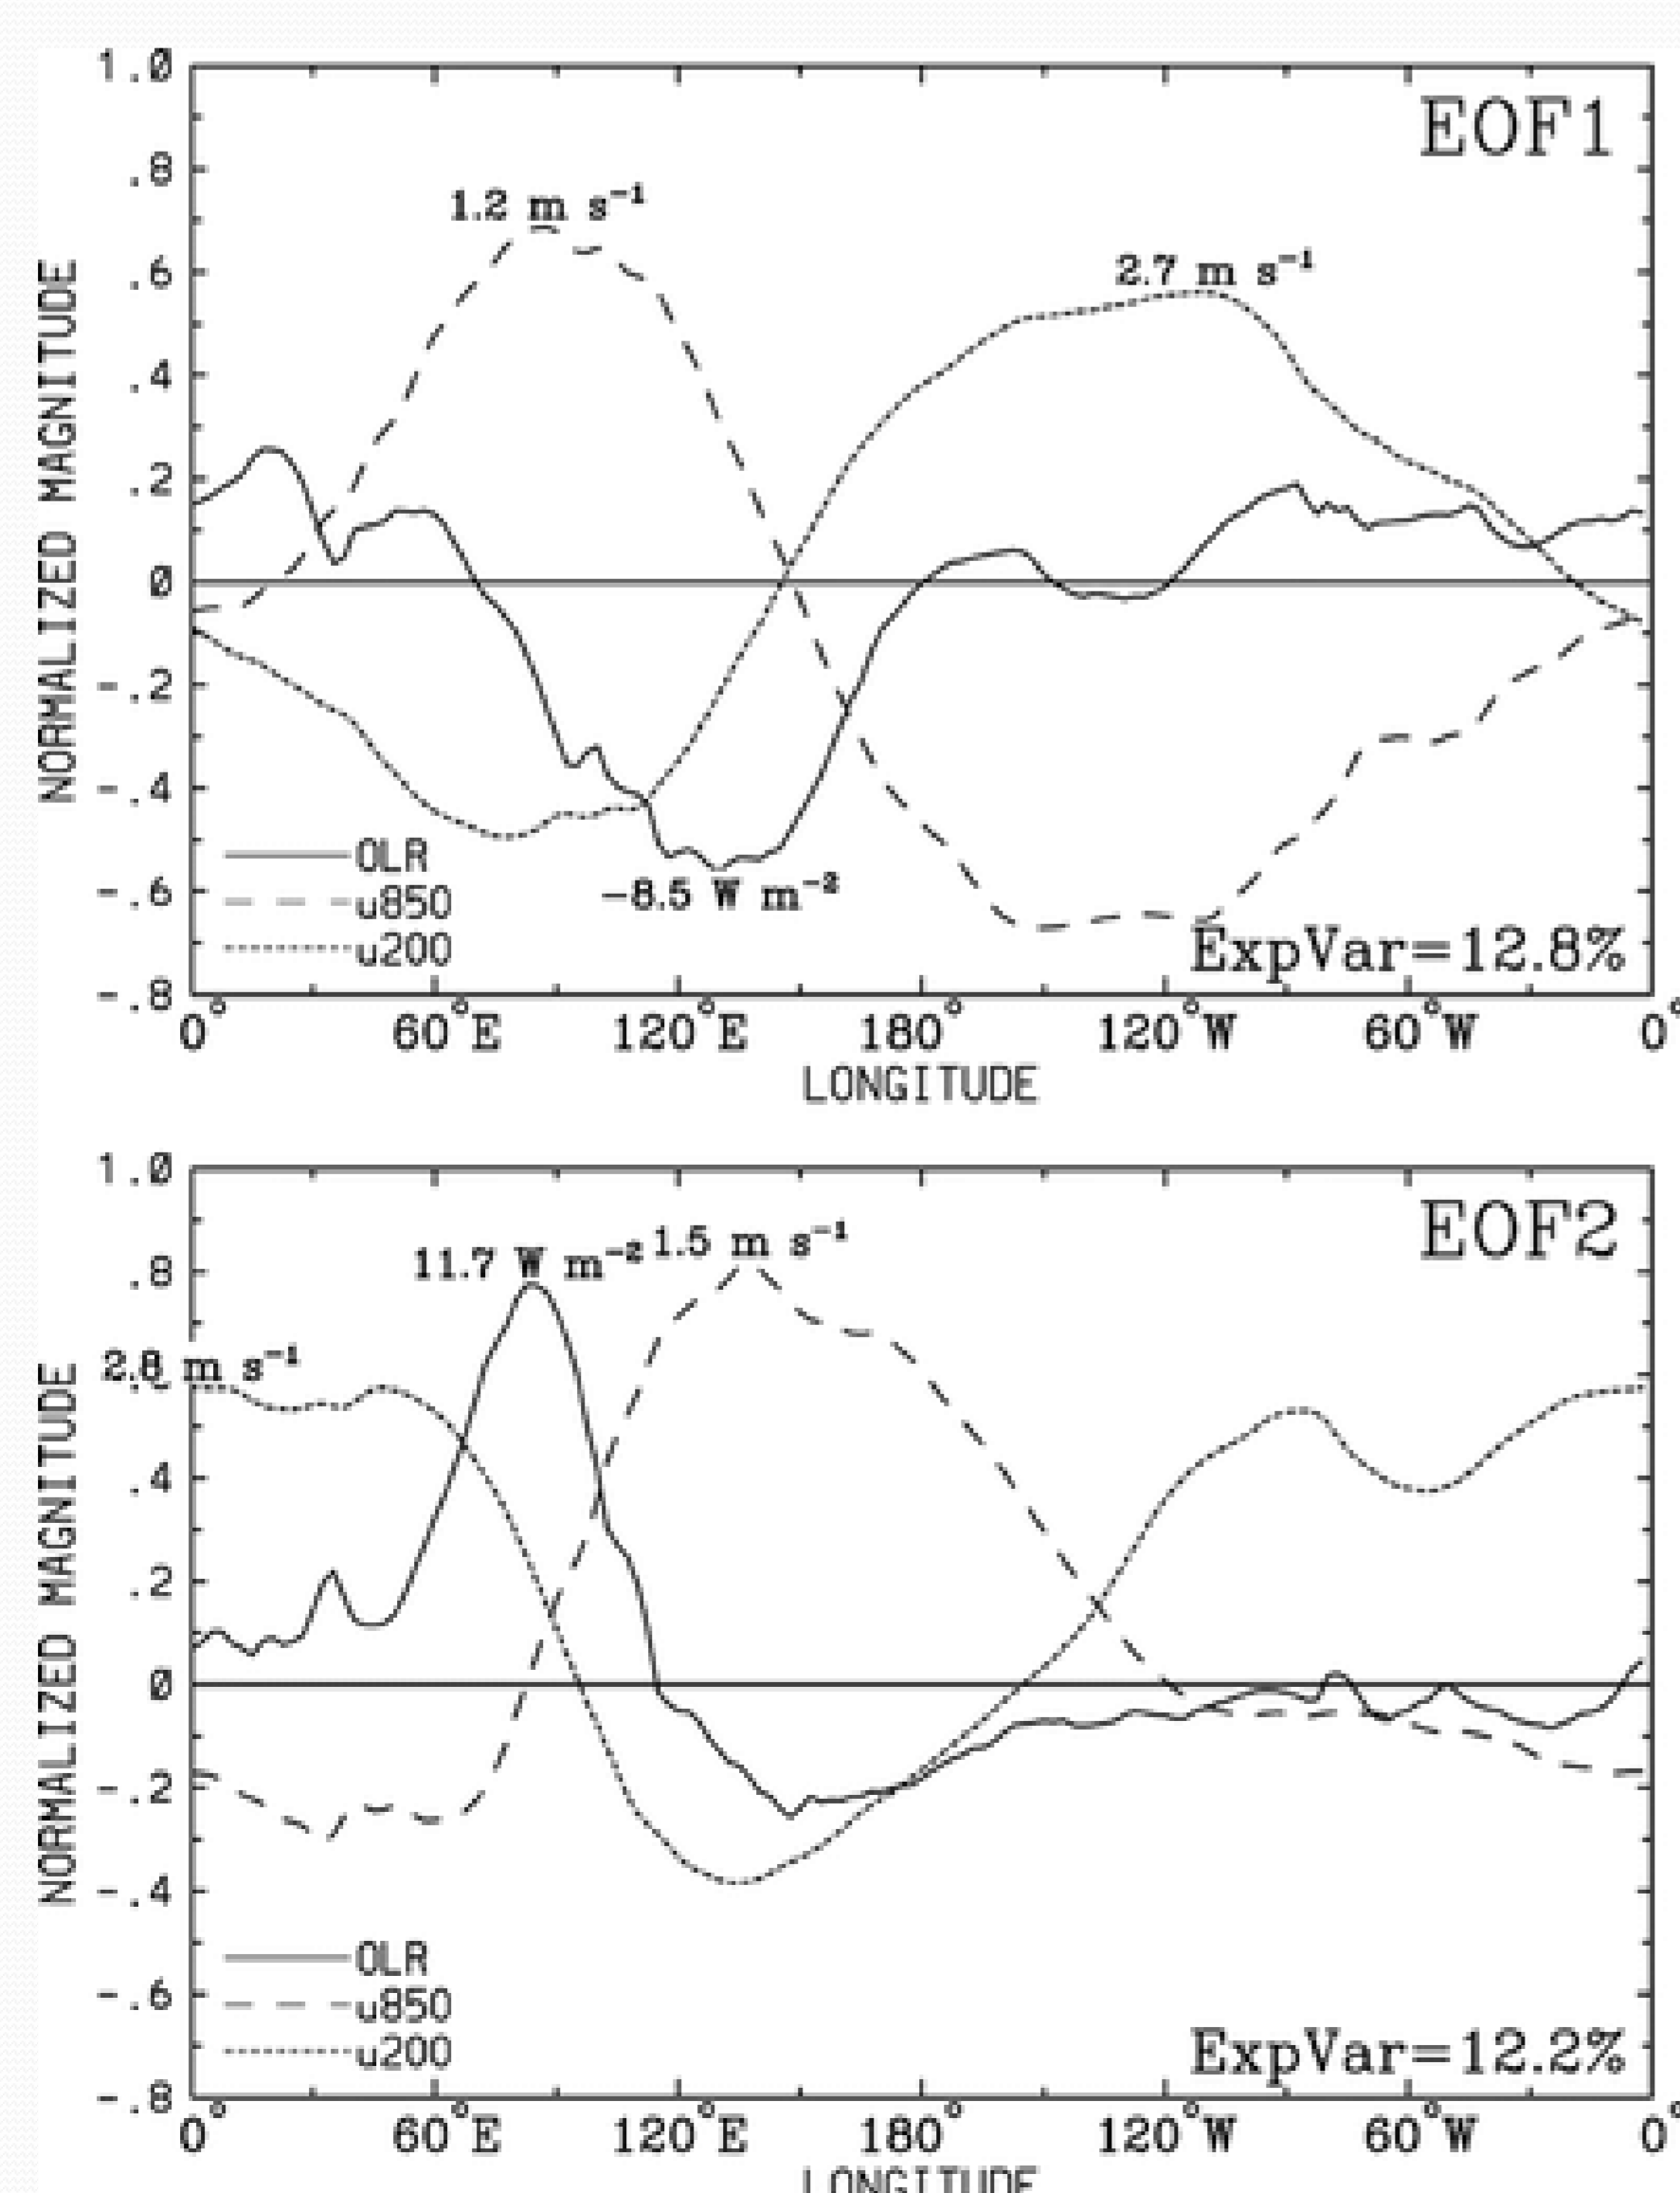 1.0
EOF1
.8
1.2 m s⁻¹
.6
2.7 m s⁻¹
.4
.2
0
-.2
-.4
-.6
-.8
NORMALIZED MAGNITUDE
OLR
u850
u200
-8.5 W m⁻²
ExpVar=12.8%
0° 60°E 120°E 180° 120°W 60°W 0°
LONGITUDE
1.0
EOF2
11.7 W m⁻² 1.5 m s⁻¹
.8
2.8 m s⁻¹
.4
.2
0
-.2
-.4
-.6
-.8
NORMALIZED MAGNITUDE
OLR
u850
u200
ExpVar=12.2%
0° 60°E 120°E 180° 120°W 60°W 0°
LONGITUDE